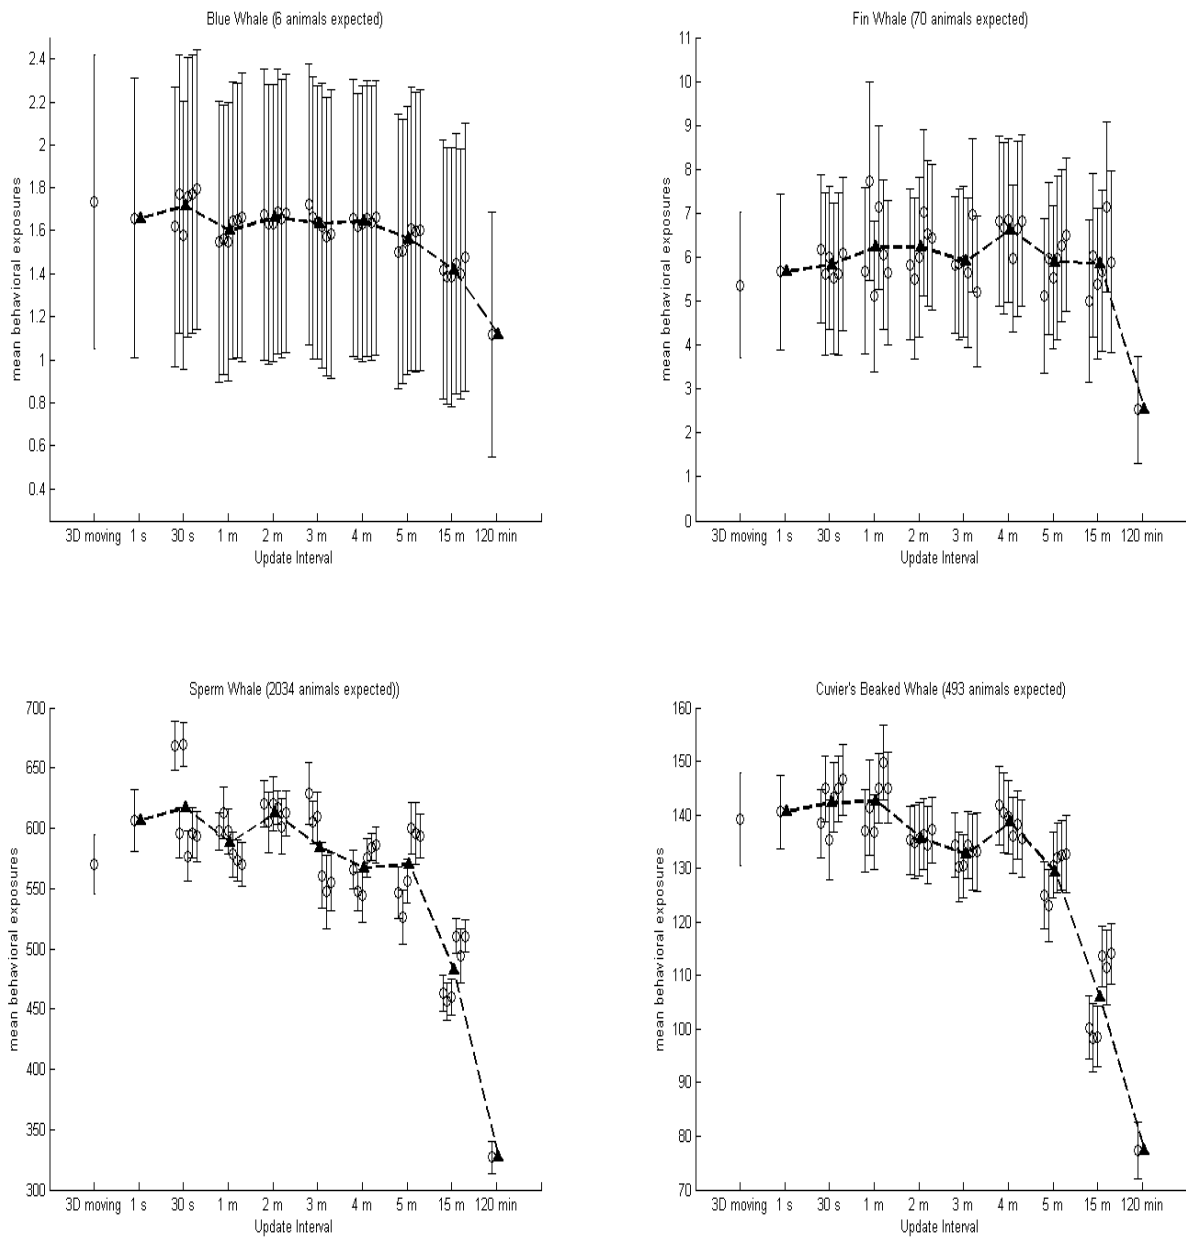 Blue Whale (6 animals expected)
mean behavioral exposures
2.4
2.2
2
1.8
1.6
1.4
1.2
1
0.8
0.6
0.4
3D moving 1 s 30 s 1 m 2 m 3 m 4 m 5 m 15 m 120 min
Update Interval
Fin Whale (70 animals expected)
mean behavioral exposures
11
10
9
8
7
6
5
4
3
2
1
0
3D moving 1 s 30 s 1 m 2 m 3 m 4 m 5 m 15 m 120 min
Update Interval
Sperm Whale (2034 animals expected))
mean behavioral exposures
700
650
600
550
500
450
400
350
300
3D moving 1 s 30 s 1 m 2 m 3 m 4 m 5 m 15 m 120 min
Update Interval
Cuvier's Beaked Whale (493 animals expected)
mean behavioral exposures
160
150
140
130
120
110
100
90
80
70
3D moving 1 s 30 s 1 m 2 m 3 m 4 m 5 m 15 m 120 min
Update Interval